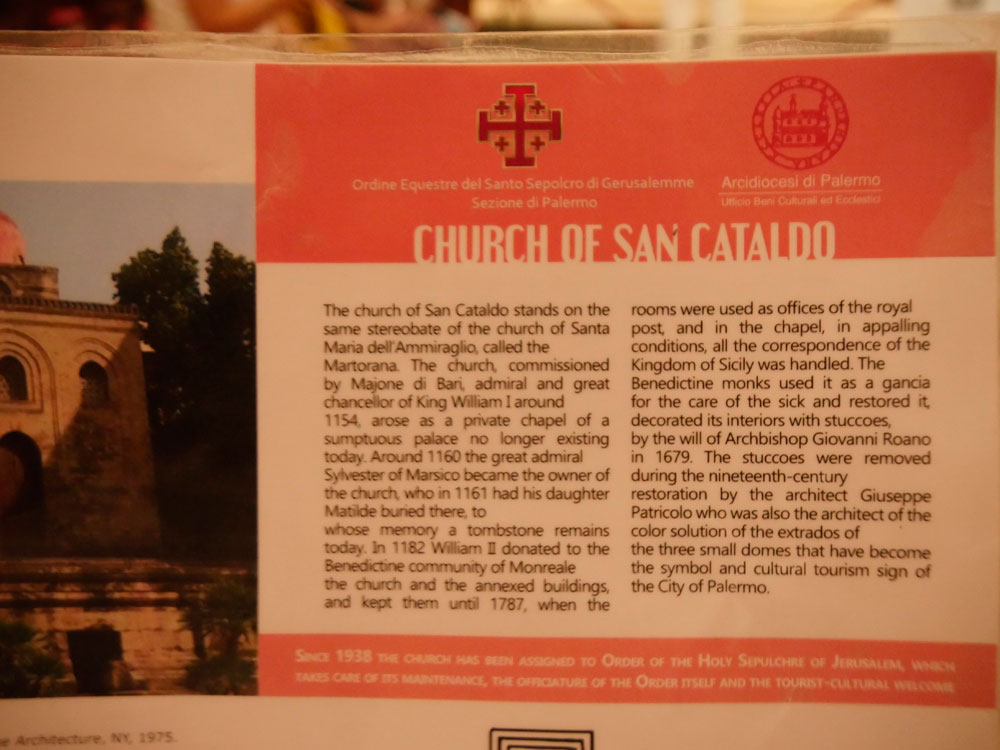 Ordine Equestre del Santo Sepolcro di Gerusalemme
Sezione di Palermo
Arcidiocesi di Palermo
Ufficio Beni Culturali ed Ecclestici
CHURCH OF SAN CATALDO
The church of San Cataldo stands on the
same stereobate of the church of Santa
Maria dell'Ammiraglio, called the
Martorana. The church, commissioned
by Majone di Bari, admiral and great
chancellor of King William I around
1154, arose as a private chapel of a
sumptuous palace no longer existing
today. Around 1160 the great admiral
Sylvester of Marsico became the owner of
the church, who in 1161 had his daughter
Matilde buried there, to
whose memory a tombstone remains
today. In 1182 William II donated to the
Benedictine community of Monreale
the church and the annexed buildings,
and kept them until 1787, when the
rooms were used as offices of the royal
post, and in the chapel, in appalling
conditions, all the correspondence of the
Kingdom of Sicily was handled. The
Benedictine monks used it as a gancia
for the care of the sick and restored it,
decorated its interiors with stuccoes,
by the will of Archbishop Giovanni Roano
in 1679. The stuccoes were removed
during the nineteenth-century
restoration by the architect Giuseppe
Patricolo who was also the architect of the
color solution of the extrados of
the three small domes that have become
the symbol and cultural tourism sign of
the City of Palermo.
SINCE 1938 THE CHURCH HAS BEEN ASSIGNED TO ORDER OF THE HOLY SEPULCHRE OF JERUSALEM, WHICH
TAKES CARE OF ITS MAINTENANCE, THE OFFICIATURE OF THE ORDER ITSELF AND THE TOURIST-CULTURAL WELCOME
Architecture, NY, 1975.